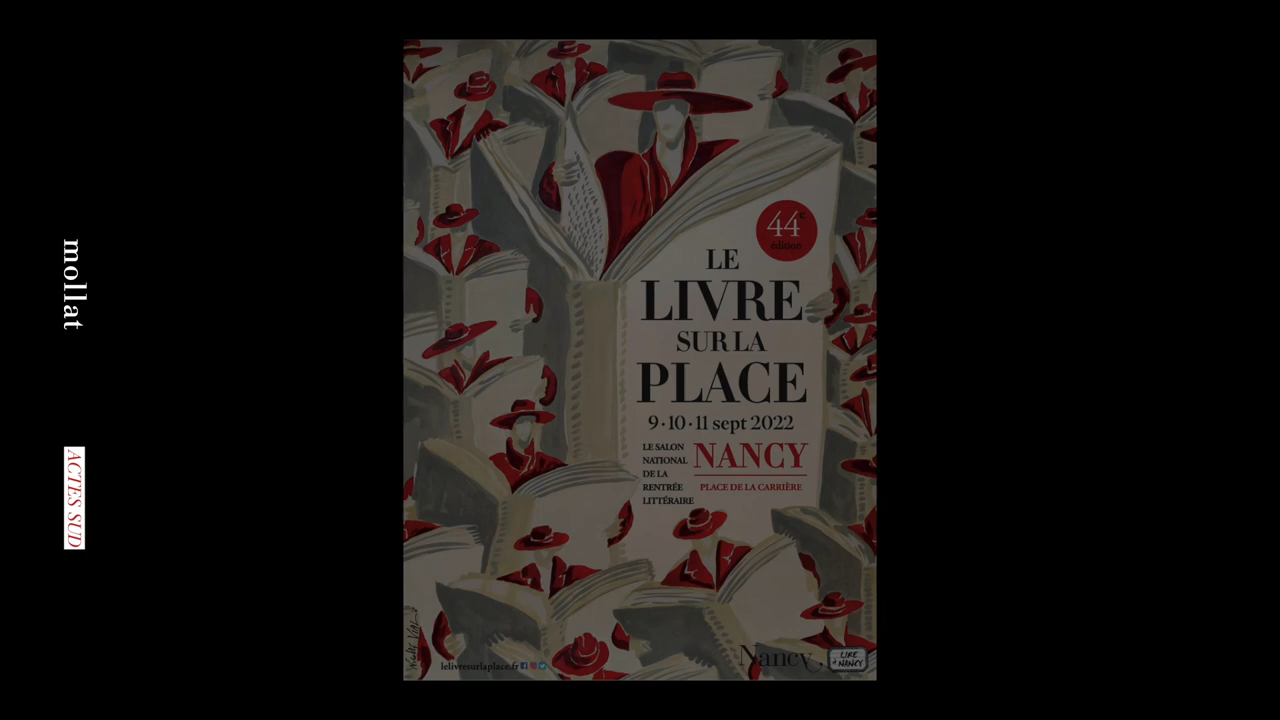 mollat
ACTES SUD
44e
édition
LE
LIVRE
SUR LA
PLACE
9·10·11 sept 2022
LE SALON
NATIONAL
DE LA
RENTRÉE
LITTÉRAIRE
NANCY
PLACE DE LA CARRIÈRE
lelivresurlaplace.fr
Nancy,
LIRE
à NANCY